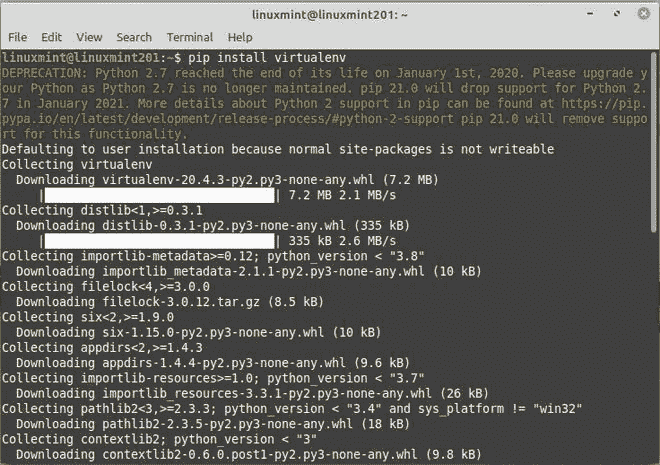 linuxmint@linuxmint201: ~
File Edit View Search Terminal Help
linuxmint@linuxmint201:~$ pip install virtualenv
DEPRECATION: Python 2.7 reached the end of its life on January 1st, 2020. Please upgrade y
our Python as Python 2.7 is no longer maintained. pip 21.0 will drop support for Python 2.
7 in January 2021. More details about Python 2 support in pip can be found at https://pip.
pypa.io/en/latest/development/release-process/#python-2-support pip 21.0 will remove suppo
rt for this functionality.
Defaulting to user installation because normal site-packages is not writeable
Collecting virtualenv
Downloading virtualenv-20.4.3-py2.py3-none-any.whl (7.2 MB)
| | 7.2 MB 2.1 MB/s
Collecting distlib<1,>=0.3.1
Downloading distlib-0.3.1-py2.py3-none-any.whl (335 kB)
| | 335 kB 2.6 MB/s
Collecting importlib-metadata>=0.12; python_version < "3.8"
Downloading importlib_metadata-2.1.1-py2.py3-none-any.whl (10 kB)
Collecting filelock<4,>=3.0.0
Downloading filelock-3.0.12.tar.gz (8.5 kB)
Collecting six<2,>=1.9.0
Downloading six-1.15.0-py2.py3-none-any.whl (10 kB)
Collecting appdirs<2,>=1.4.3
Downloading appdirs-1.4.4-py2.py3-none-any.whl (9.6 kB)
Collecting importlib-resources>=1.0; python_version < "3.7"
Downloading importlib_resources-3.3.1-py2.py3-none-any.whl (26 kB)
Collecting pathlib2<3,>=2.3.3; python_version < "3.4" and sys_platform != "win32"
Downloading pathlib2-2.3.5-py2.py3-none-any.whl (18 kB)
Collecting contextlib2; python_version < "3"
Downloading contextlib2-0.6.0.post1-py2.py3-none-any.whl (9.8 kB)